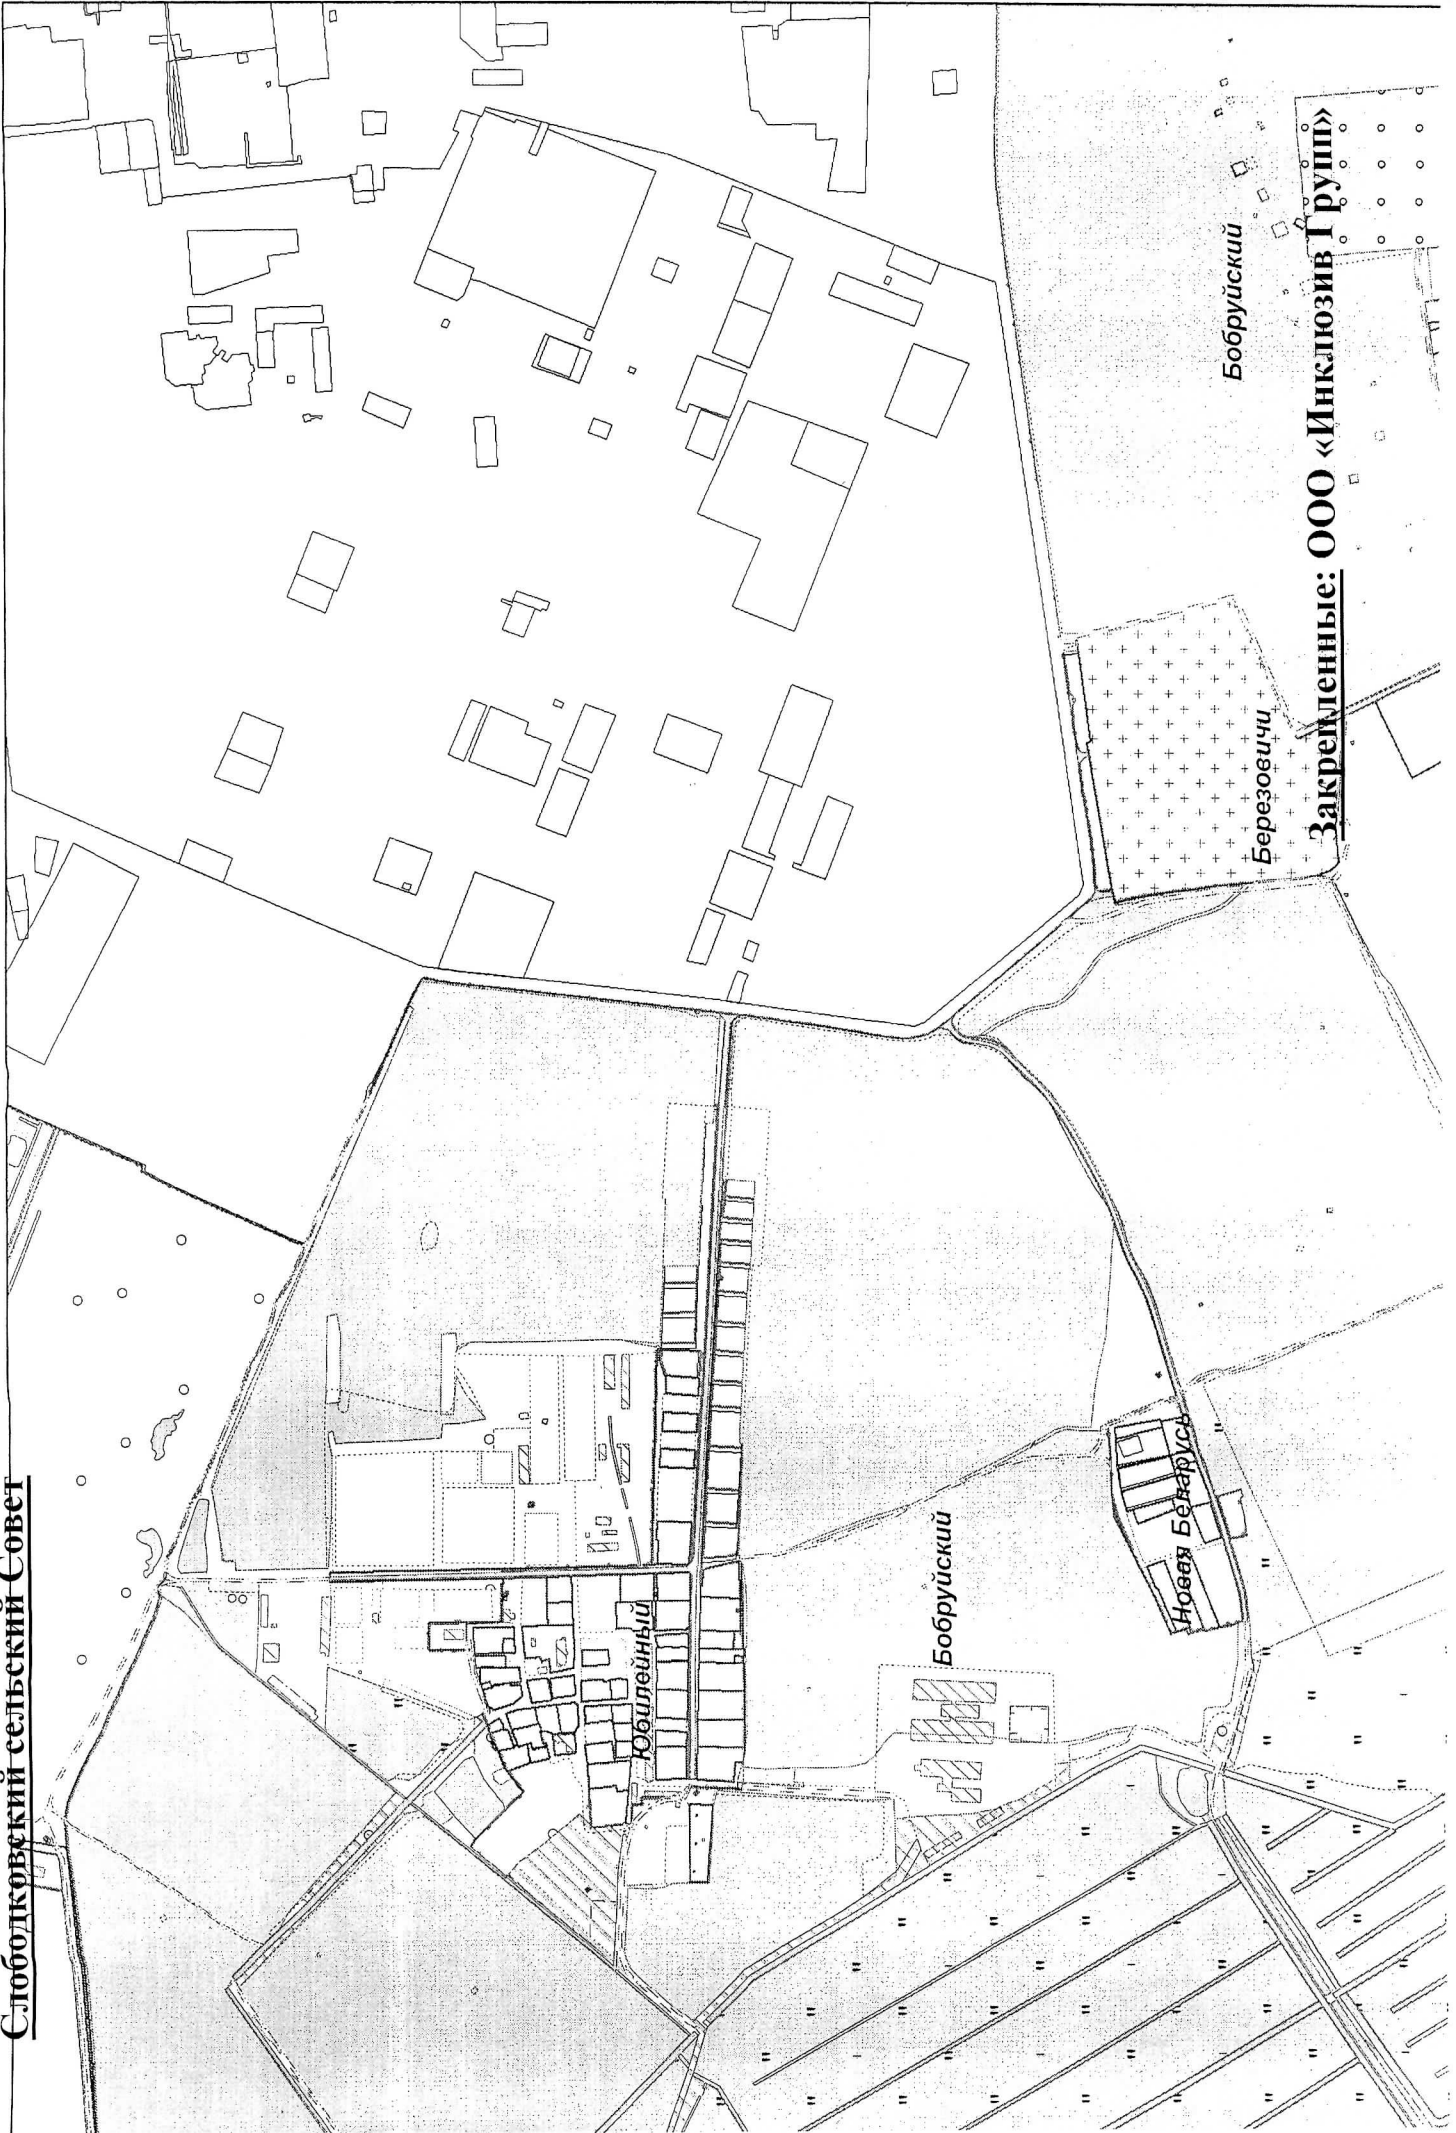 Слободковский сельский Совет
Юбилейный
Бобруйский
Новая Беларусь
Березовичи
Бобруйский
Закрепленные: ООО «Инклюзив Групп»